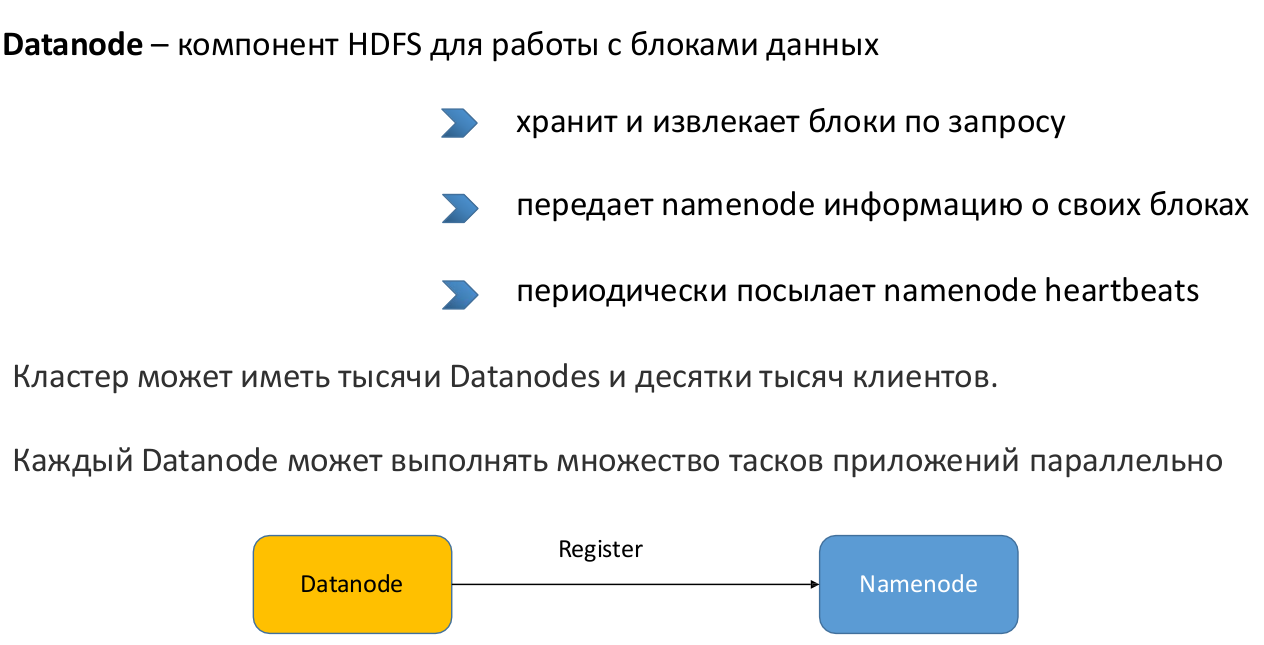 Datanode – компонент HDFS для работы с блоками данных
хранит и извлекает блоки по запросу
передает namenode информацию о своих блоках
периодически посылает namenode heartbeats
Кластер может иметь тысячи Datanodes и десятки тысяч клиентов.
Каждый Datanode может выполнять множество тасков приложений параллельно
Register
Datanode
Namenode